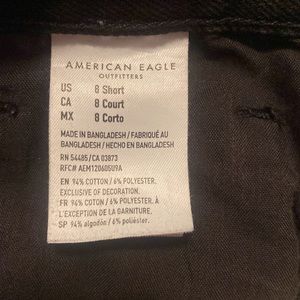 AMERICAN EAGLE
OUTFITTERS
US 8 Short
CA 8 Court
MX 8 Corto
MADE IN BANGLADESH / FABRIQUÉ AU
BANGLADESH / HECHO EN BANGLADESH
RN 54485/CA 03873
RFC# AEM12060509A
EN 94% COTTON / 6% POLYESTER,
EXCLUSIVE OF DECORATION.
FR 94% COTON / 6% POLYESTER, À
L'EXCEPTION DE LA GARNITURE.
SP 94% algodón / 6% poliéster.